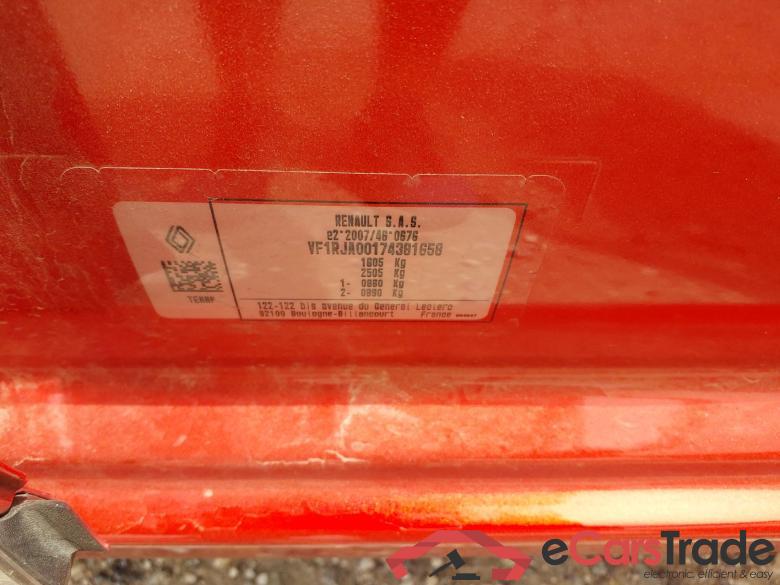 RENAULT S.A.S.
e2*2007/46*0676
VF1RJA00174381658
1605 Kg
2505 Kg
1- 0880 Kg
2- 0890 Kg
TERNP
122-122 bis avenue du General Leclerc
92100 Boulogne-Billancourt France
eCarsTrade
electronic, efficient & easy